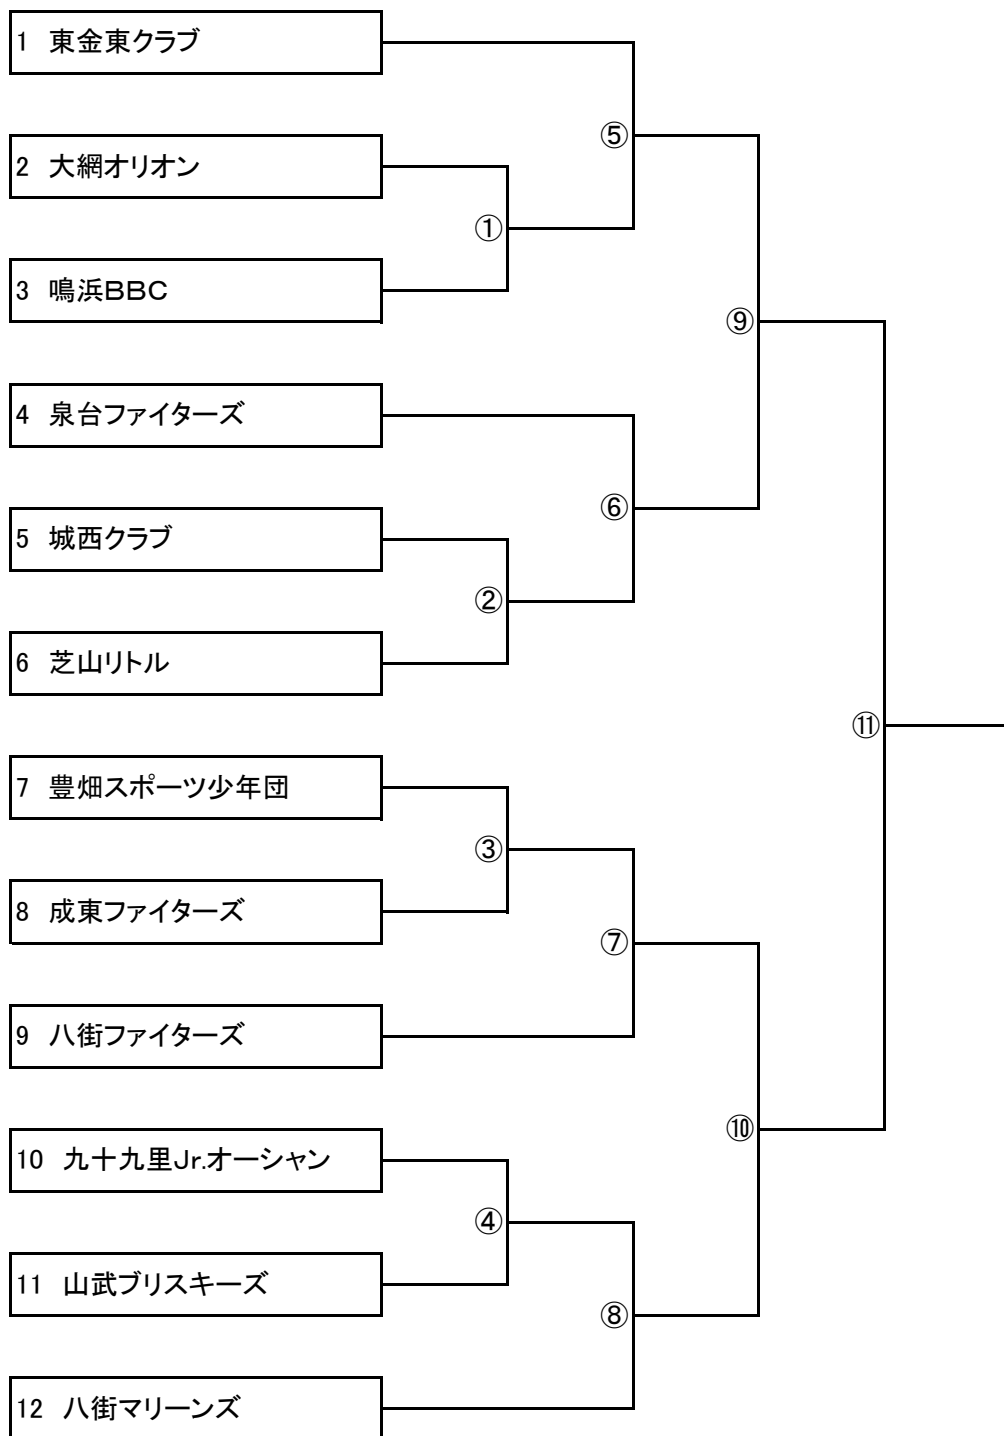 1 東金東クラブ
⑤
2 大網オリオン
①
3 鳴浜BBC
⑨
4 泉台ファイターズ
⑥
5 城西クラブ
②
6 芝山リトル
⑪
7 豊畑スポーツ少年団
③
8 成東ファイターズ
⑦
9 八街ファイターズ
⑩
10 九十九里Jr.オーシャン
④
11 山武ブリスキーズ
⑧
12 八街マリーンズ